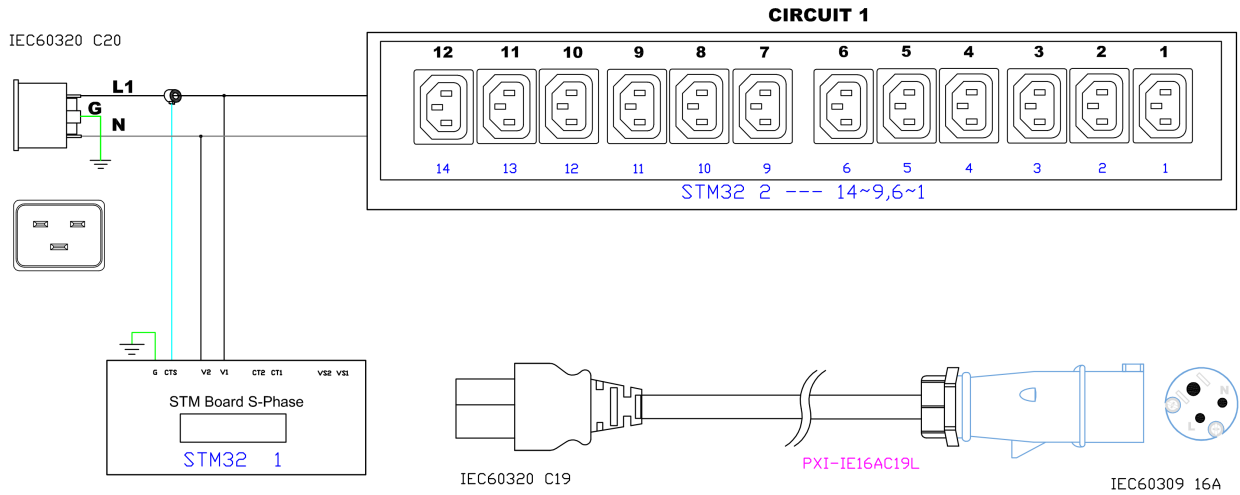 CIRCUIT 1
IEC60320 C20
12 11 10 9 8 7 6 5 4 3 2 1
L1
G
N
14 13 12 11 10 9 6 5 4 3 2 1
STM32 2 --- 14~9,6~1
G CTS V2 V1 CT2 CT1 VS2 VS1
STM Board S-Phase
STM32 1
N
L
PXI-IE16AC19L
IEC60320 C19
IEC60309 16A